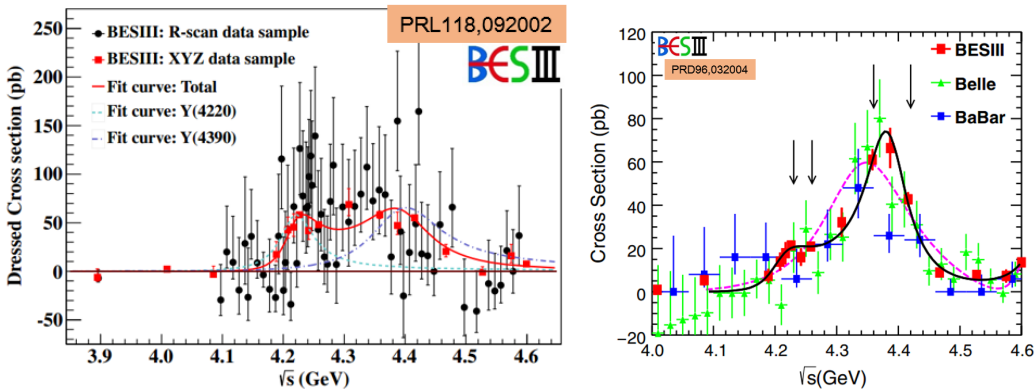 PRL118,092002
BESIII
BESIII: R-scan data sample
BESIII: XYZ data sample
Fit curve: Total
Fit curve: Y(4220)
Fit curve: Y(4390)
Dressed Cross section (pb)
250
200
150
100
50
0
-50
3.9 4.0 4.1 4.2 4.3 4.4 4.5 4.6
√s (GeV)
BESIII
PRD96,032004
BESIII
Belle
BaBar
Cross Section (pb)
120
100
80
60
40
20
0
-20
4.0 4.1 4.2 4.3 4.4 4.5 4.6
√s(GeV)